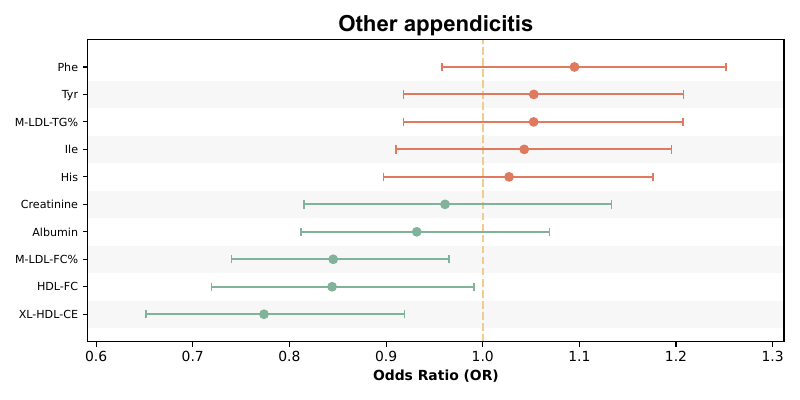 Other appendicitis
Phe
Tyr
M-LDL-TG%
Ile
His
Creatinine
Albumin
M-LDL-FC%
HDL-FC
XL-HDL-CE
0.6 0.7 0.8 0.9 1.0 1.1 1.2 1.3
Odds Ratio (OR)